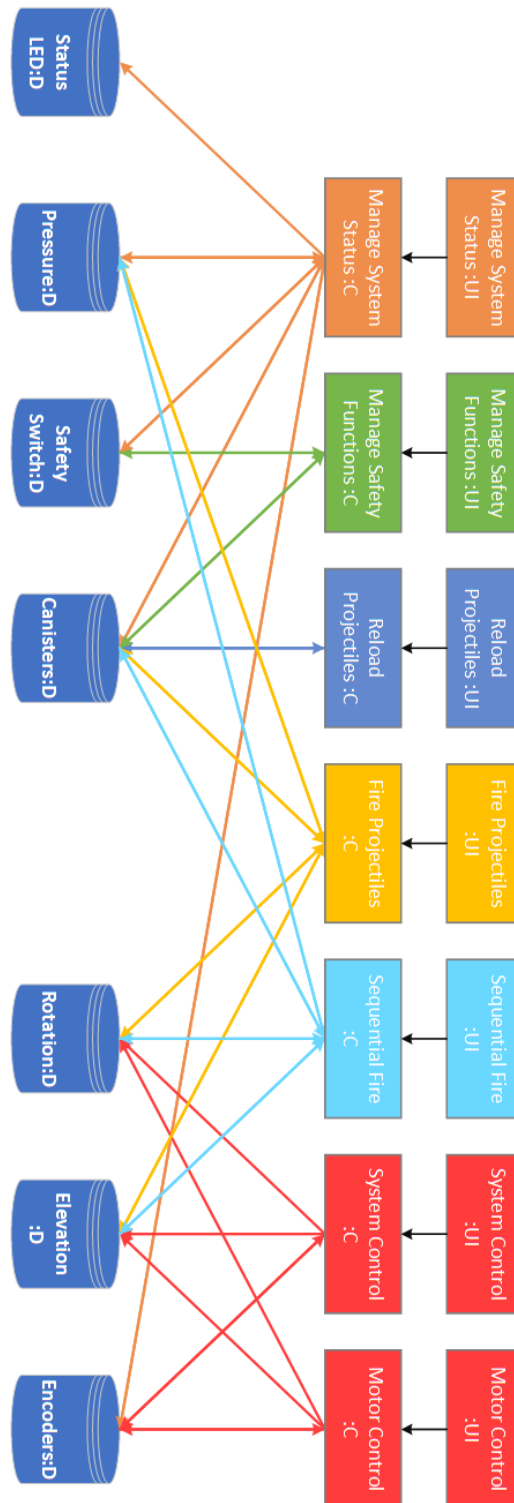 Manage System
Status :UI
Manage Safety
Functions :UI
Reload
Projectiles :UI
Fire Projectiles
:UI
Sequential Fire
:UI
System Control
:UI
Motor Control
:UI
Manage System
Status :C
Manage Safety
Functions :C
Reload
Projectiles :C
Fire Projectiles
:C
Sequential Fire
:C
System Control
:C
Motor Control
:C
Status
LED:D
Pressure:D
Safety
Switch:D
Canisters:D
Rotation:D
Elevation
:D
Encoders:D